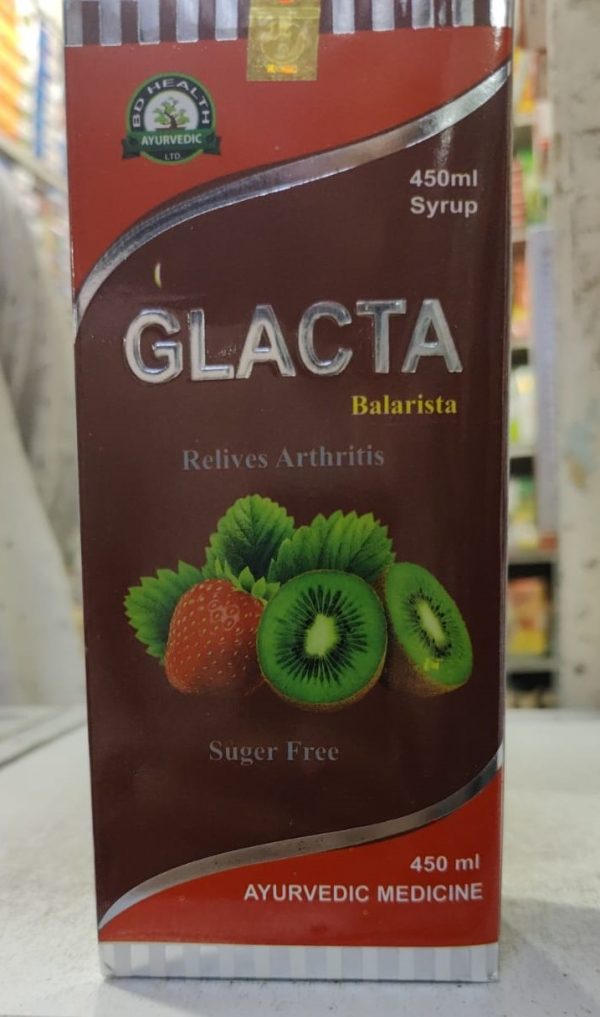 BD HEALTH
AYURVEDIC
LTD.
450ml
Syrup
GLACTA
Balarista
Relives Arthritis
Suger Free
450 ml
AYURVEDIC MEDICINE